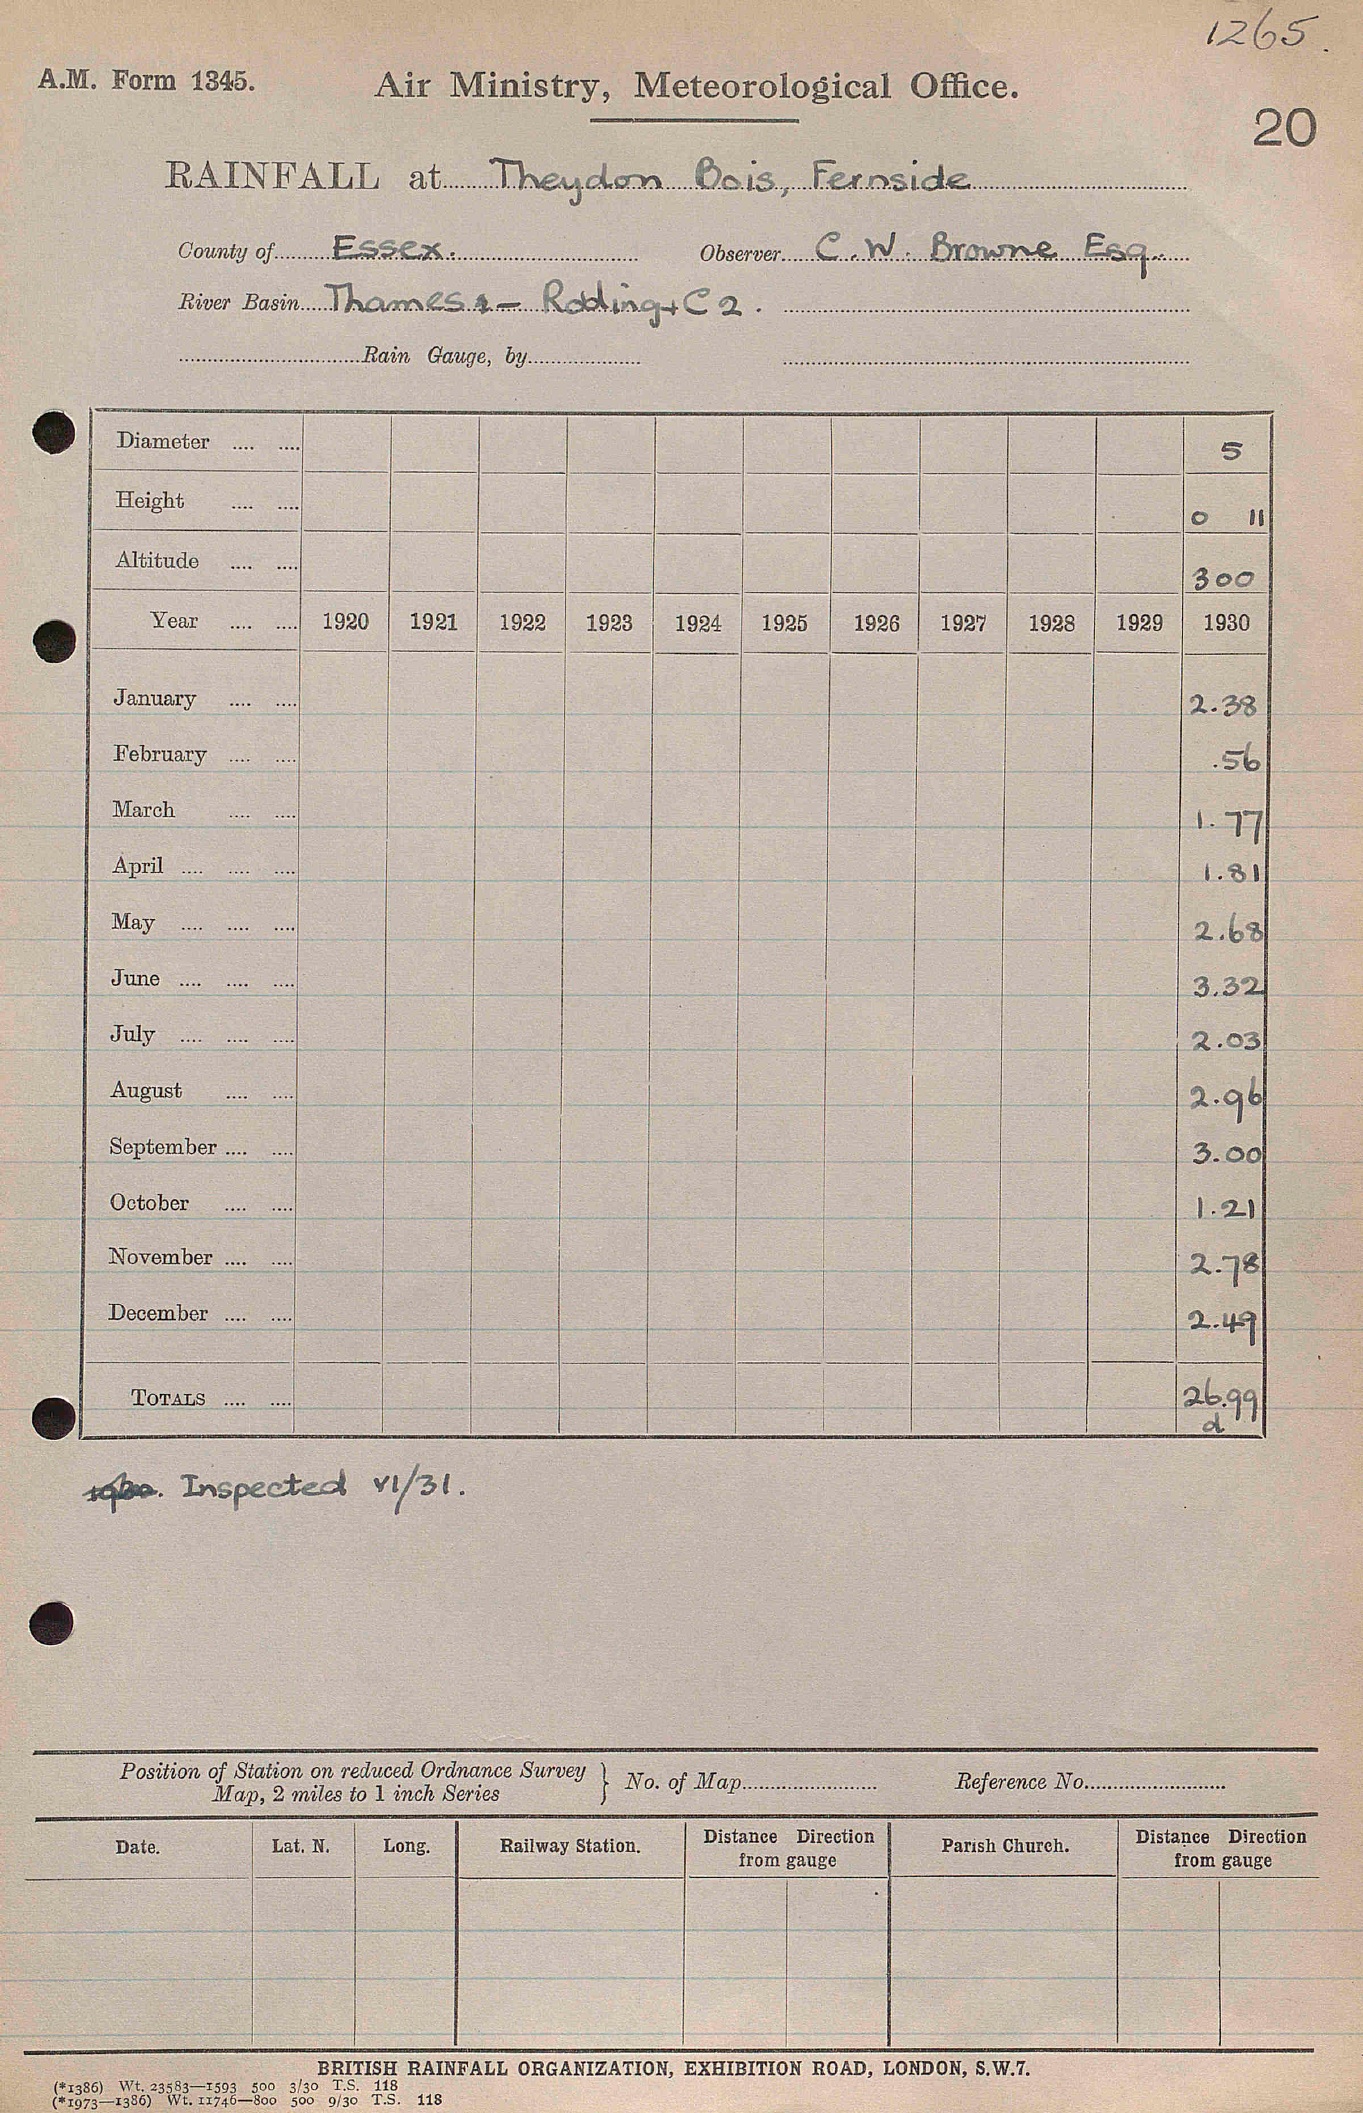 1265.
A.M. Form 1345.
Air Ministry, Meteorological Office.
20
RAINFALL at Theydon Bois, Fernside
County of Essex. Observer C. W. Browne Esq.
River Basin Thames - Roding + C 2.
Rain Gauge, by
Diameter .... .... 5
Height .... .... 0 11
Altitude .... .... 300
Year .... .... 1920 1921 1922 1923 1924 1925 1926 1927 1928 1929 1930
January .... .... 2.38
February .... .... .56
March .... .... 1.77
April .... .... .... 1.81
May .... .... .... 2.68
June .... .... .... 3.32
July .... .... .... 2.03
August .... .... 2.96
September .... .... 3.00
October .... .... 1.21
November .... .... 2.78
December .... .... 2.49
TOTALS .... .... 26.99
d
Inspected VI/31.
Position of Station on reduced Ordnance Survey
Map, 2 miles to 1 inch Series } No. of Map Reference No.
Date. Lat. N. Long. Railway Station. Distance Direction from gauge Parish Church. Distance Direction from gauge
BRITISH RAINFALL ORGANIZATION, EXHIBITION ROAD, LONDON, S.W.7.
(*1386) Wt. 23583—1593 500 3/30 T.S. 118
(*1973—1386) Wt. 11746—800 500 9/30 T.S. 118